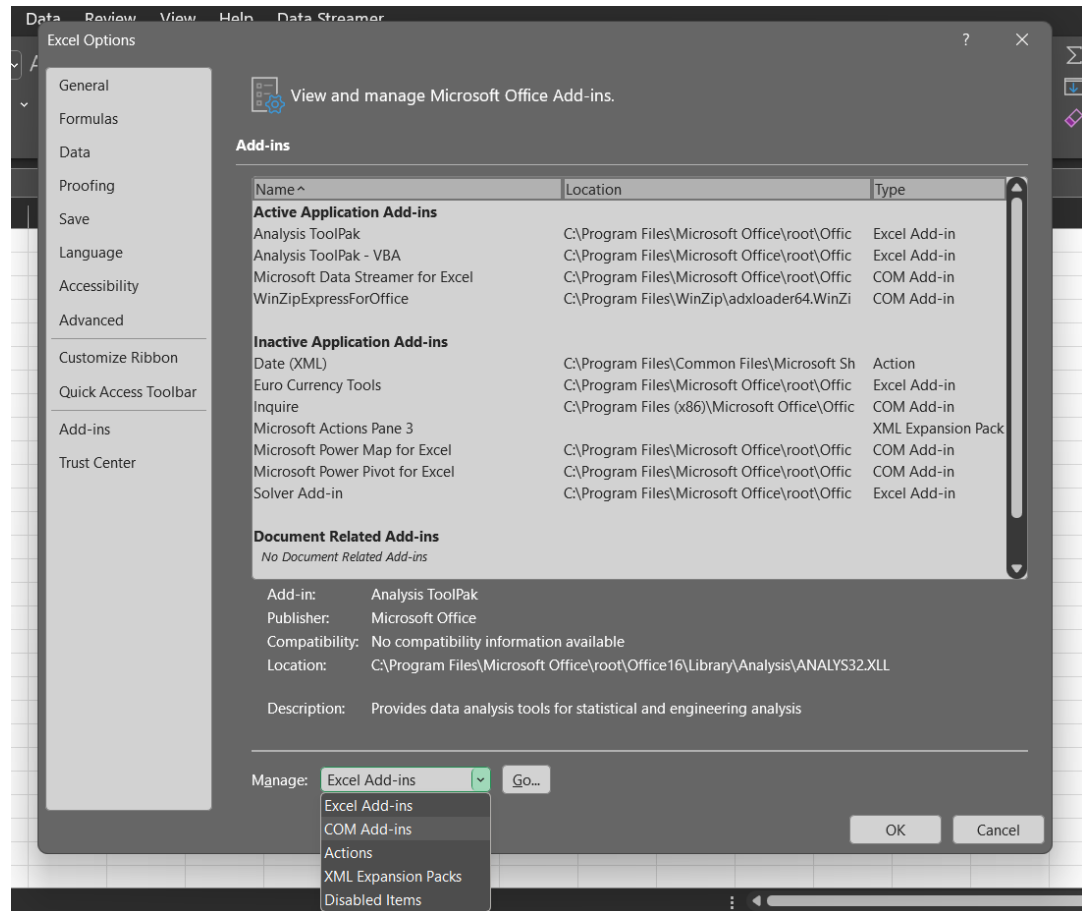 Data Review View Help Data Streamer
Excel Options ?
General
Formulas
Data
Proofing
Save
Language
Accessibility
Advanced
Customize Ribbon
Quick Access Toolbar
Add-ins
Trust Center
View and manage Microsoft Office Add-ins.
Add-ins
Name Location Type
Active Application Add-ins
Analysis ToolPak C:\Program Files\Microsoft Office\root\Offic Excel Add-in
Analysis ToolPak - VBA C:\Program Files\Microsoft Office\root\Offic Excel Add-in
Microsoft Data Streamer for Excel C:\Program Files\Microsoft Office\root\Offic COM Add-in
WinZipExpressForOffice C:\Program Files\WinZip\adxloader64.WinZi COM Add-in
Inactive Application Add-ins
Date (XML) C:\Program Files\Common Files\Microsoft Sh Action
Euro Currency Tools C:\Program Files\Microsoft Office\root\Offic Excel Add-in
Inquire C:\Program Files (x86)\Microsoft Office\Offic COM Add-in
Microsoft Actions Pane 3 XML Expansion Pack
Microsoft Power Map for Excel C:\Program Files\Microsoft Office\root\Offic COM Add-in
Microsoft Power Pivot for Excel C:\Program Files\Microsoft Office\root\Offic COM Add-in
Solver Add-in C:\Program Files\Microsoft Office\root\Offic Excel Add-in
Document Related Add-ins
No Document Related Add-ins
Add-in: Analysis ToolPak
Publisher: Microsoft Office
Compatibility: No compatibility information available
Location: C:\Program Files\Microsoft Office\root\Office16\Library\Analysis\ANALYS32.XLL
Description: Provides data analysis tools for statistical and engineering analysis
Manage: Excel Add-ins Go...
Excel Add-ins
COM Add-ins
Actions
XML Expansion Packs
Disabled Items
OK Cancel